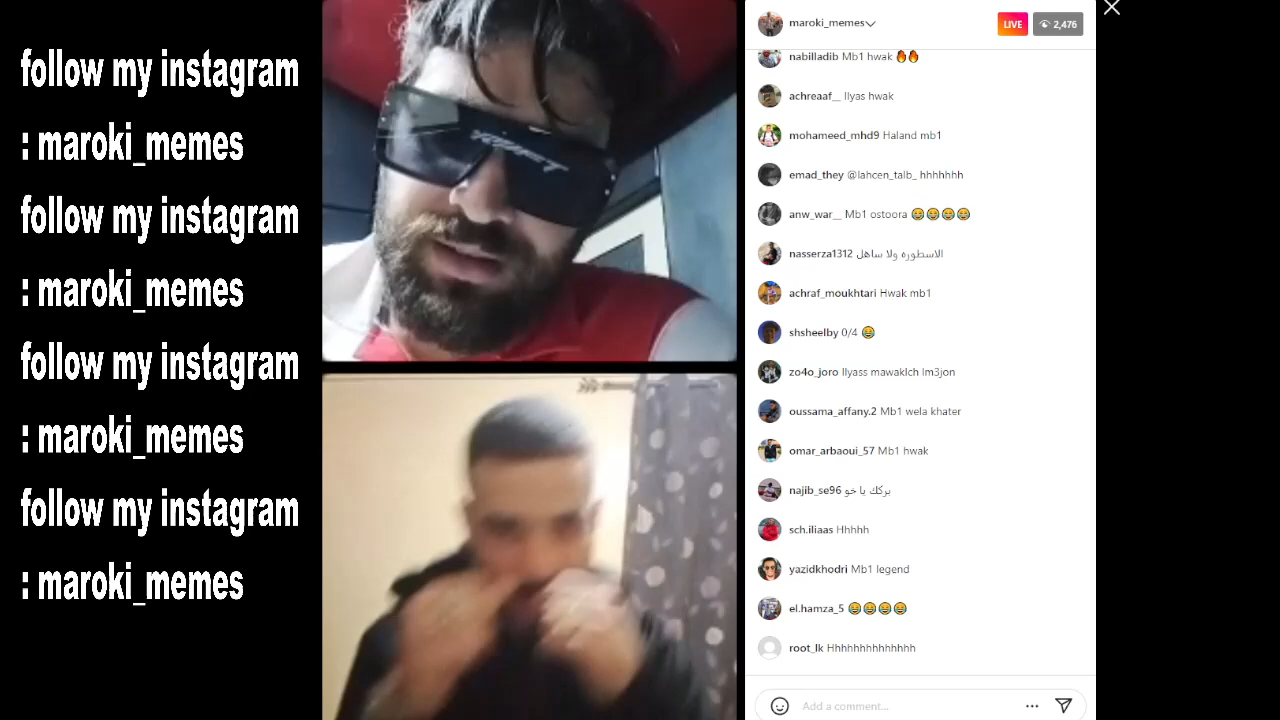 follow my instagram
: maroki_memes
follow my instagram
: maroki_memes
follow my instagram
: maroki_memes
follow my instagram
: maroki_memes
maroki_memes
LIVE
2,476
nabilladib Mb1 hwak 🔥🔥
achreaaf__ Ilyas hwak
mohameed_mhd9 Haland mb1
emad_they @lahcen_talb_ hhhhhhh
anw_war__ Mb1 ostoora 😂😂😂😂
nasserza1312 الاسطوره ولا ساهل
achraf_moukhtari Hwak mb1
shsheelby 0/4 😂
zo4o_joro Ilyass mawaklch lm3jon
oussama_affany.2 Mb1 wela khater
omar_arbaoui_57 Mb1 hwak
najib_se96 بركك يا خو
sch.iliaas Hhhhh
yazidkhodri Mb1 legend
el.hamza_5 😂😂😂😂
root_lk Hhhhhhhhhhhhh
Add a comment...